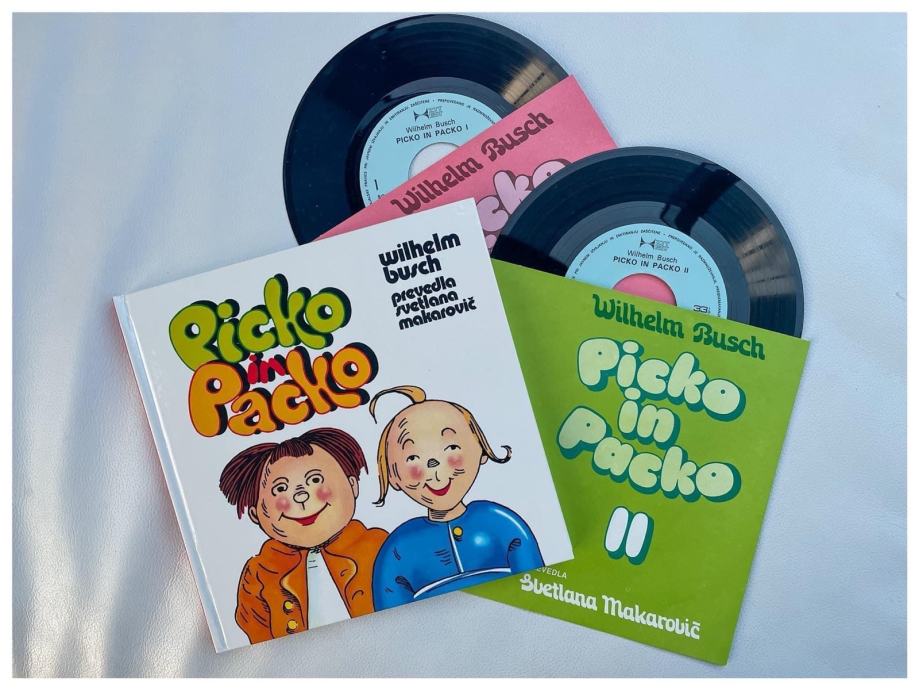 Wilhelm Busch
PICKO IN PACKO I
Wilhelm Busch
wilhelm
busch
prevedla
svetlana
makarovič
Picko
in
Packo
Wilhelm Busch
PICKO IN PACKO II
33
Wilhelm Busch
Picko
in
Packo
II
Svetlana Makarovič